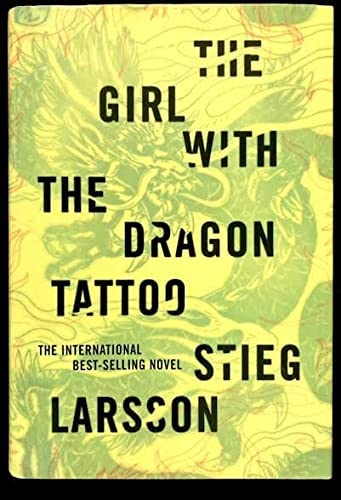 THE
GIRL
WITH
THE
DRAGON
TATTOO
THE INTERNATIONAL
BEST-SELLING NOVEL
STIEG
LARSSON